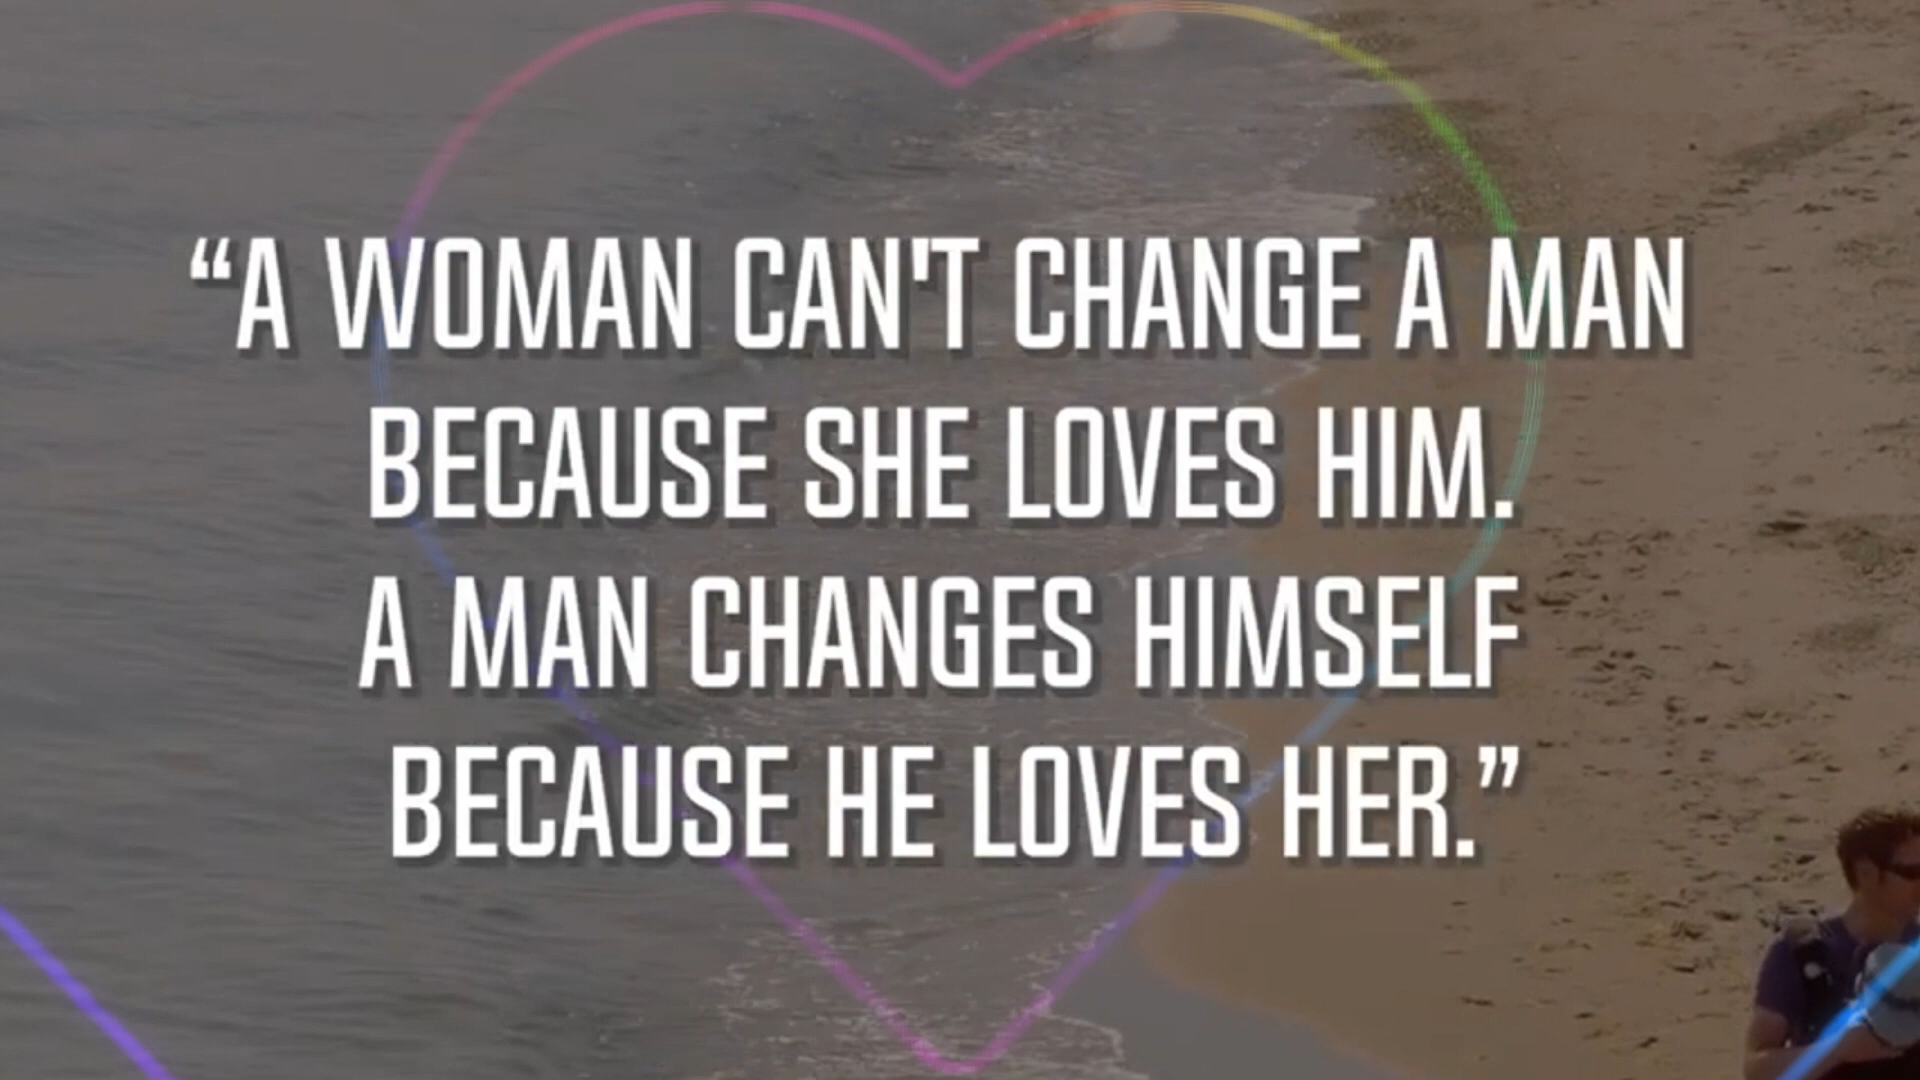 “A WOMAN CAN'T CHANGE A MAN
BECAUSE SHE LOVES HIM.
A MAN CHANGES HIMSELF
BECAUSE HE LOVES HER.”